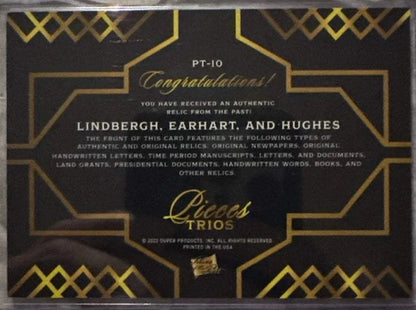 PT-10
Congratulations!
YOU HAVE RECEIVED AN AUTHENTIC
RELIC FROM THE PAST:
LINDBERGH, EARHART, AND HUGHES
THE FRONT OF THIS CARD FEATURES THE FOLLOWING TYPES OF
AUTHENTIC AND ORIGINAL RELICS: ORIGINAL NEWPAPERS, ORIGINAL
HANDWRITTEN LETTERS, TIME PERIOD MANUSCRIPTS, LETTERS, AND DOCUMENTS,
LAND GRANTS, PRESIDENTIAL DOCUMENTS, HANDWRITTEN WORDS, BOOKS, AND
OTHER RELICS
Pieces
TRIOS
PRODUCTS, INC. ALL RIGHTS RESERVED.
PRINTED IN THE USA